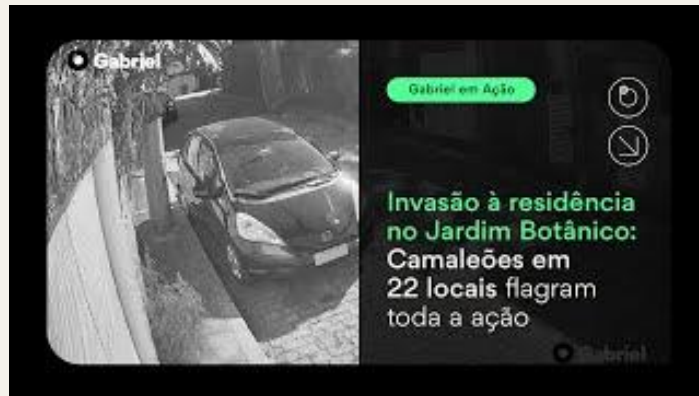 Gabriel
Gabriel em Ação
Invasão à residência
no Jardim Botânico:
Camaleões em
22 locais flagram
toda a ação
Gabriel